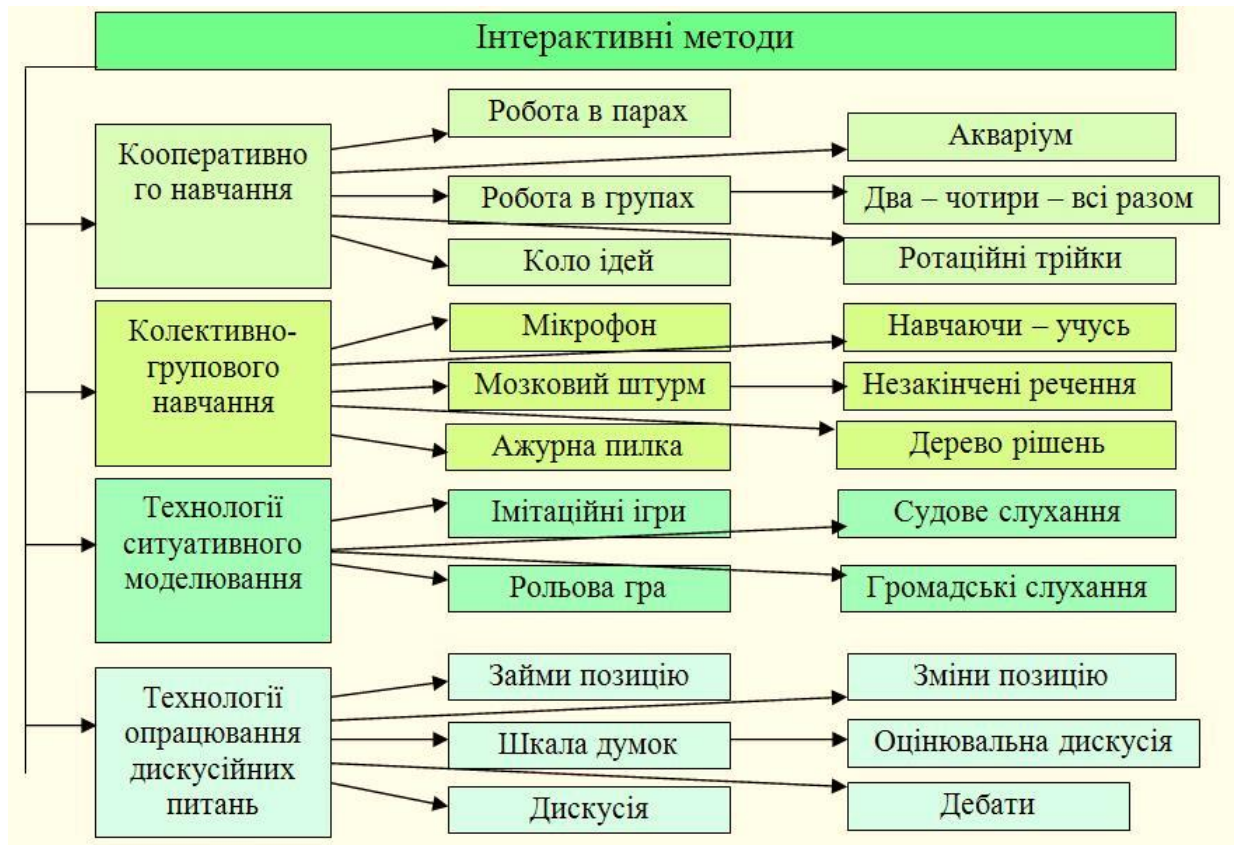 Інтерактивні методи
Кооперативно
го навчання
Робота в парах
Акваріум
Робота в групах
Два – чотири – всі разом
Коло ідей
Ротаційні трійки
Колективно-
групового
навчання
Мікрофон
Навчаючи – учусь
Мозковий штурм
Незакінчені речення
Ажурна пилка
Дерево рішень
Технології
ситуативного
моделювання
Імітаційні ігри
Судове слухання
Рольова гра
Громадські слухання
Технології
опрацювання
дискусійних
питань
Займи позицію
Зміни позицію
Шкала думок
Оцінювальна дискусія
Дискусія
Дебати